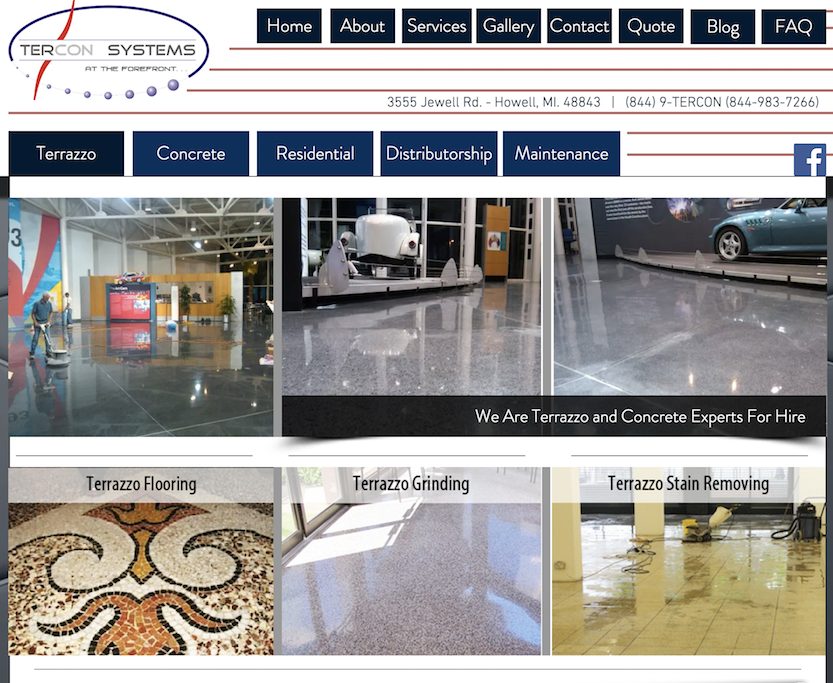 TERCON SYSTEMS
AT THE FOREFRONT...
Home
About
Services
Gallery
Contact
Quote
Blog
FAQ
3555 Jewell Rd. - Howell, MI. 48843 | (844) 9-TERCON (844-983-7266)
Terrazzo
Concrete
Residential
Distributorship
Maintenance
f
3
We Are Terrazzo and Concrete Experts For Hire
Terrazzo Flooring
Terrazzo Grinding
Terrazzo Stain Removing